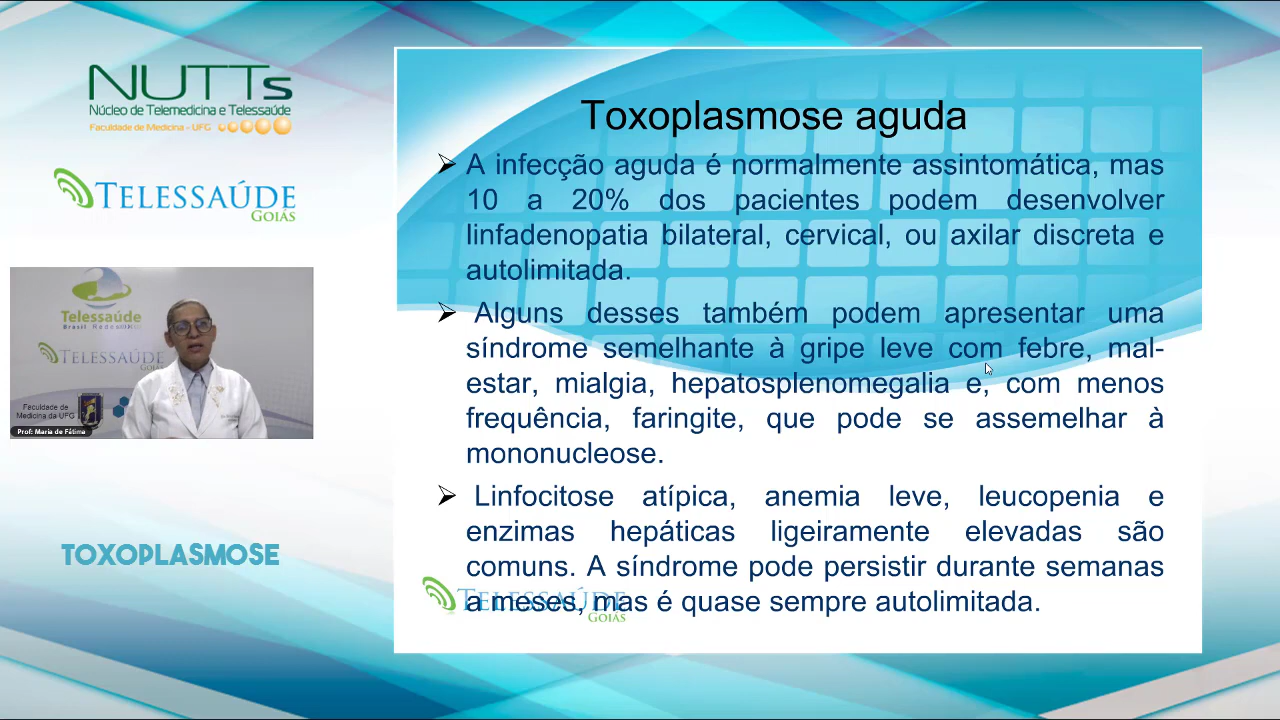 NUTTs
Núcleo de Telemedicina e Telessaúde
Faculdade de Medicina - UFG
TELESSAÚDE
GOIÁS
Telessaúde
TELESSAÚDE
GOIÁS
Faculdade de
Medicina da UFG
Prof: Maria de Fátima
TOXOPLASMOSE
Toxoplasmose aguda
A infecção aguda é normalmente assintomática, mas
10 a 20% dos pacientes podem desenvolver
linfadenopatia bilateral, cervical, ou axilar discreta e
autolimitada.
Alguns desses também podem apresentar uma
síndrome semelhante à gripe leve com febre, mal-
estar, mialgia, hepatosplenomegalia e, com menos
frequência, faringite, que pode se assemelhar à
mononucleose.
Linfocitose atípica, anemia leve, leucopenia e
enzimas hepáticas ligeiramente elevadas são
comuns. A síndrome pode persistir durante semanas
a meses, mas é quase sempre autolimitada.
TELESSAÚDE
GOIÁS